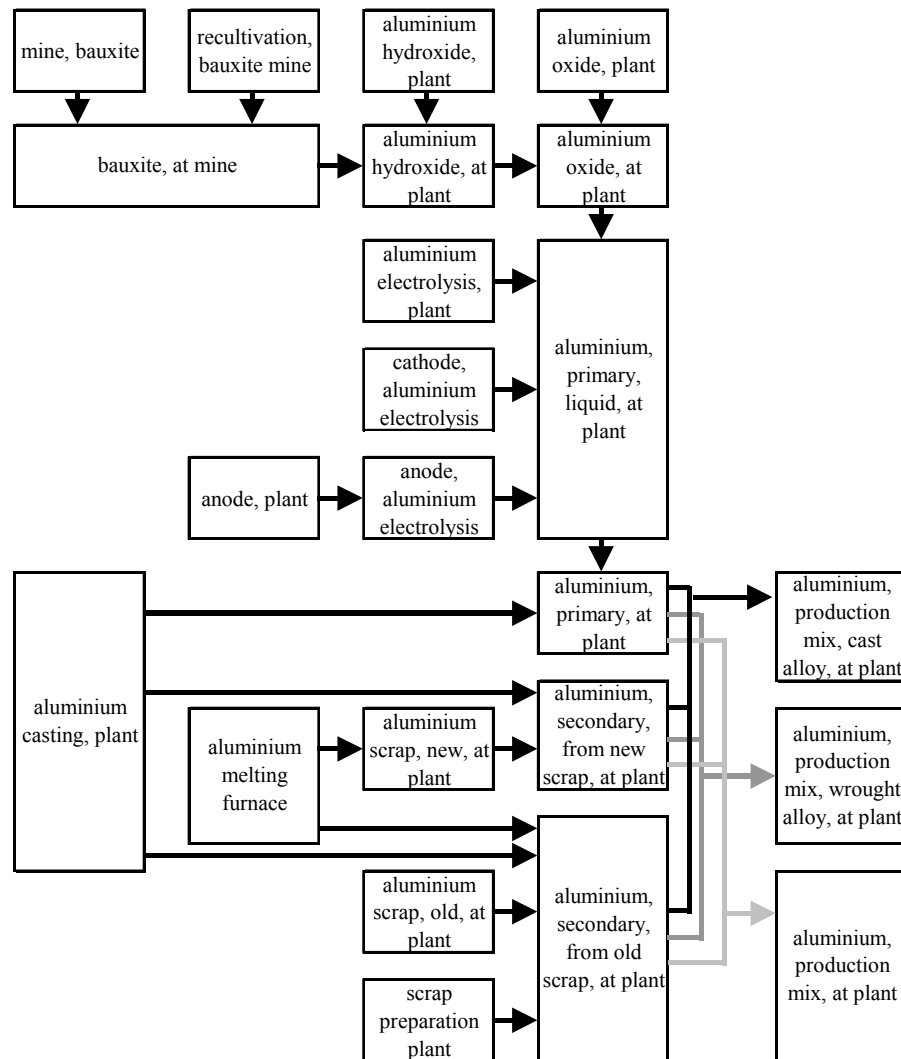 mine, bauxite
recultivation,
bauxite mine
aluminium
hydroxide,
plant
aluminium
oxide, plant
bauxite, at mine
aluminium
hydroxide, at
plant
aluminium
oxide, at
plant
aluminium
electrolysis,
plant
cathode,
aluminium
electrolysis
anode, plant
anode,
aluminium
electrolysis
aluminium,
primary,
liquid, at
plant
aluminium
casting, plant
aluminium,
primary, at
plant
aluminium,
production
mix, cast
alloy, at plant
aluminium
melting
furnace
aluminium
scrap, new, at
plant
aluminium,
secondary,
from new
scrap, at plant
aluminium,
production
mix, wrought
alloy, at plant
aluminium
scrap, old, at
plant
aluminium,
secondary,
from old
scrap, at plant
aluminium,
production
mix, at plant
scrap
preparation
plant